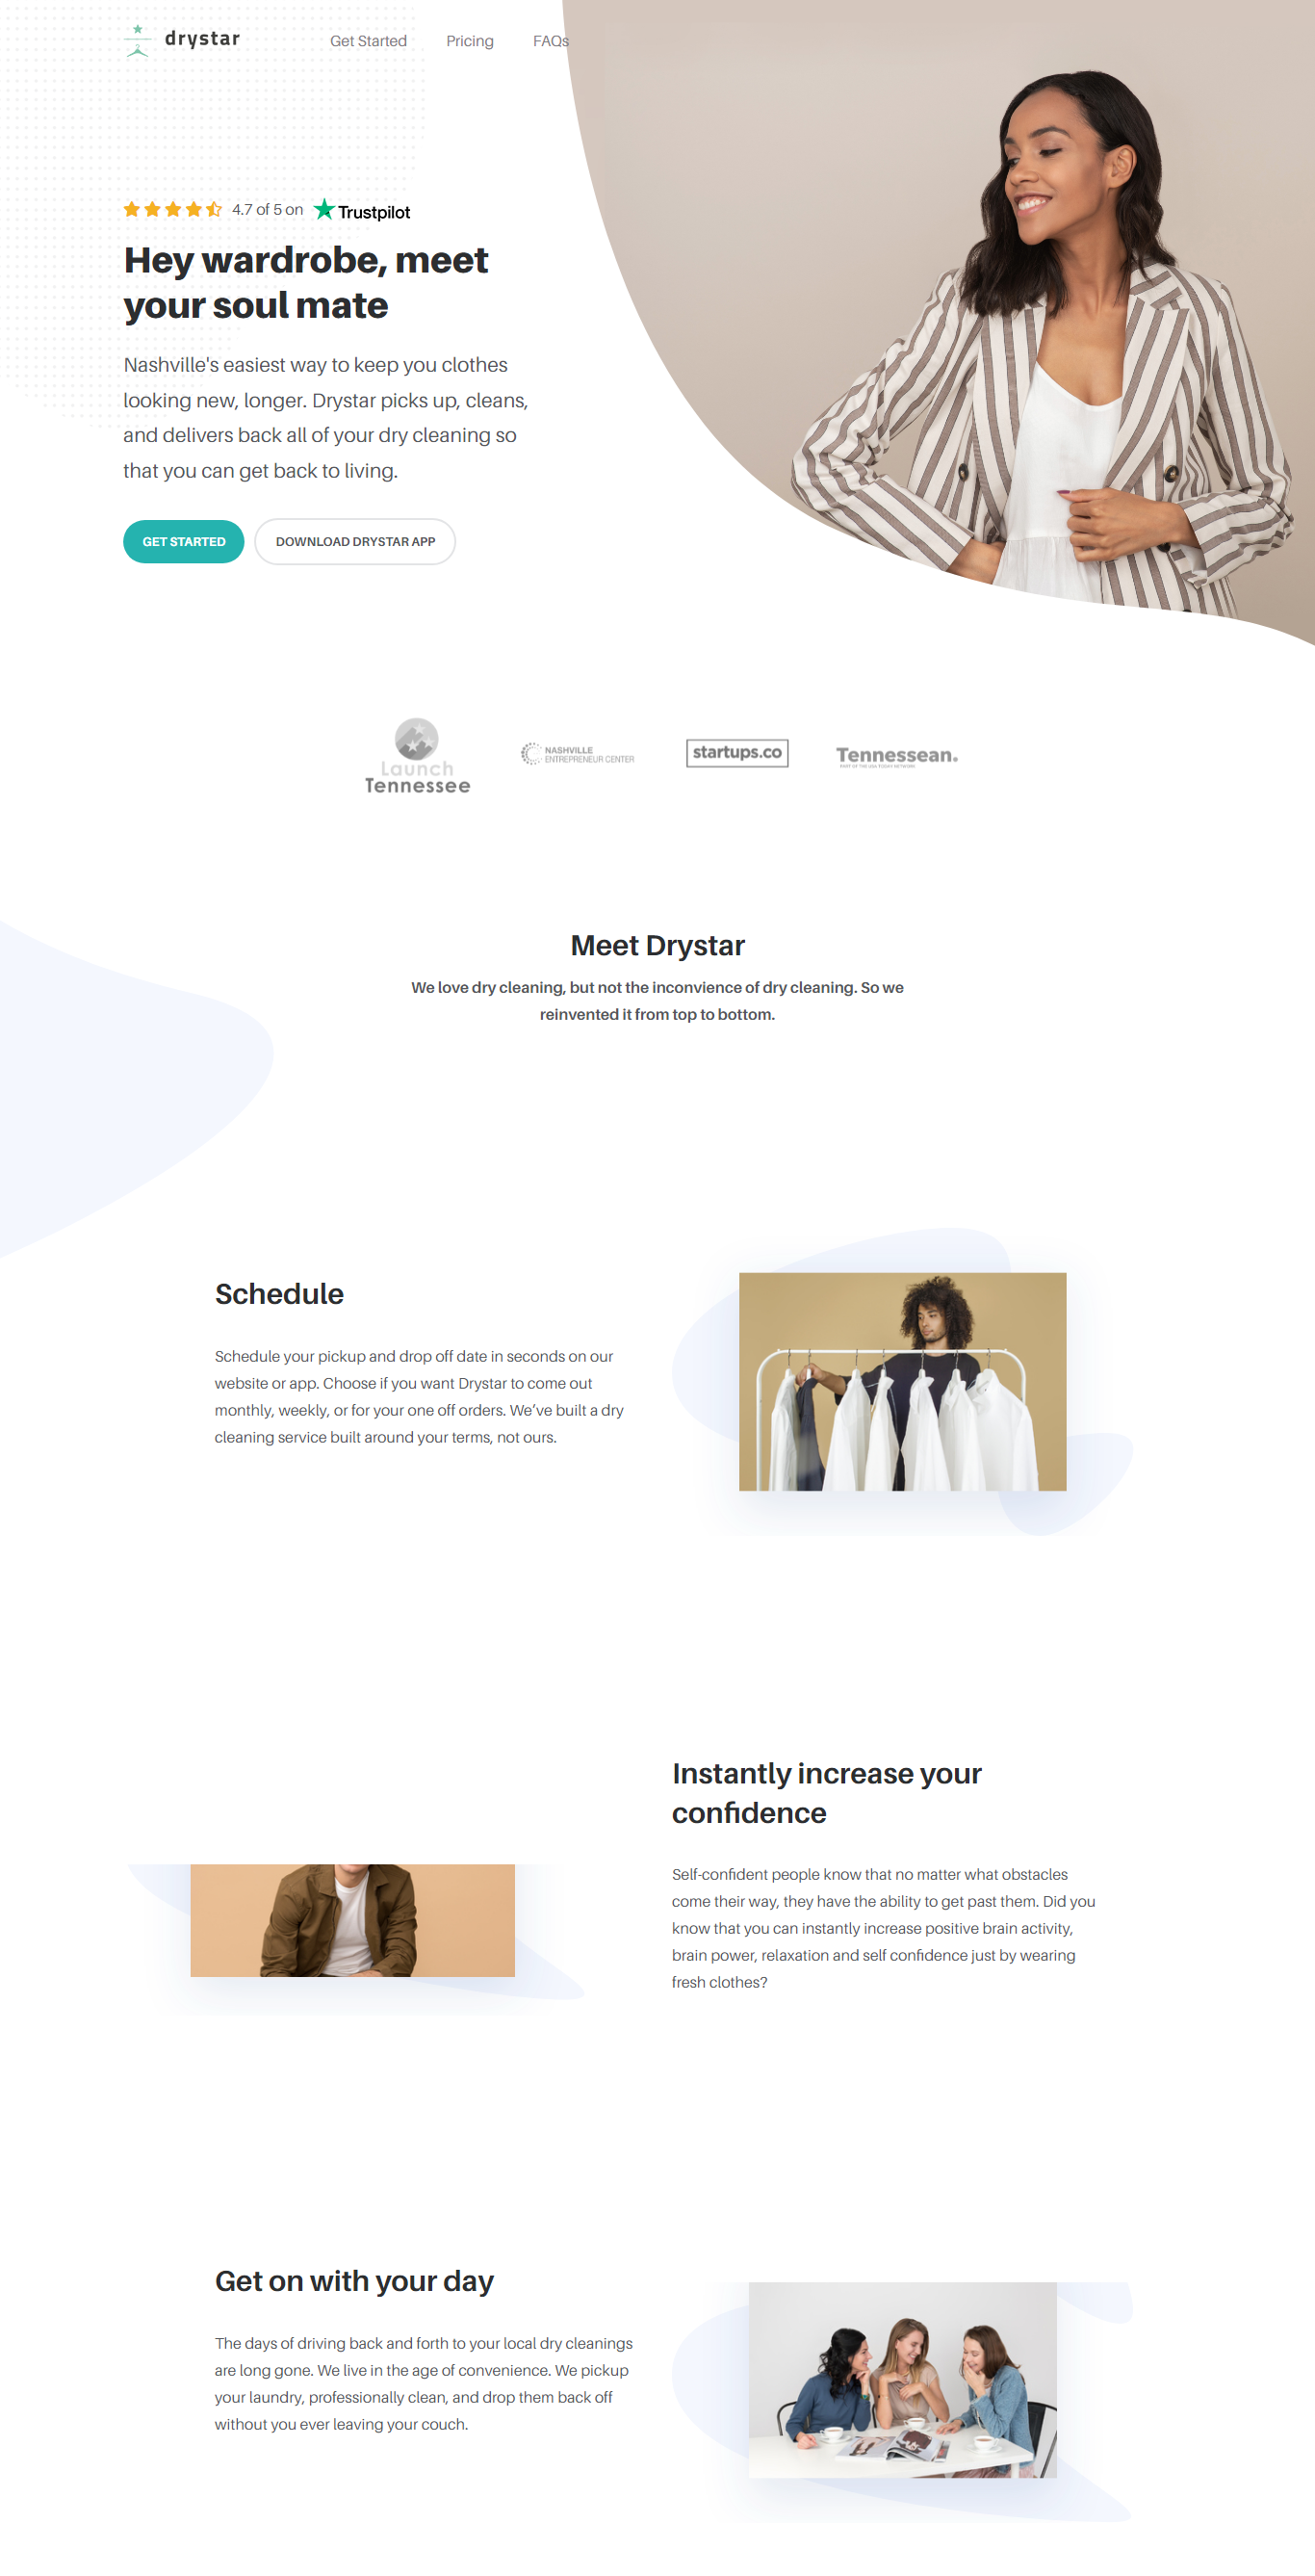 drystar
Get Started
Pricing
FAQs
4.7 of 5 on
Trustpilot
Hey wardrobe, meet
your soul mate
Nashville's easiest way to keep you clothes
looking new, longer. Drystar picks up, cleans,
and delivers back all of your dry cleaning so
that you can get back to living.
GET STARTED
DOWNLOAD DRYSTAR APP
Launch
Tennessee
NASHVILLE
ENTREPRENEUR CENTER
startups.co
Tennessean.
PART OF THE USA TODAY NETWORK
Meet Drystar
We love dry cleaning, but not the inconvience of dry cleaning. So we
reinvented it from top to bottom.
Schedule
Schedule your pickup and drop off date in seconds on our
website or app. Choose if you want Drystar to come out
monthly, weekly, or for your one off orders. We’ve built a dry
cleaning service built around your terms, not ours.
Instantly increase your
confidence
Self-confident people know that no matter what obstacles
come their way, they have the ability to get past them. Did you
know that you can instantly increase positive brain activity,
brain power, relaxation and self confidence just by wearing
fresh clothes?
Get on with your day
The days of driving back and forth to your local dry cleanings
are long gone. We live in the age of convenience. We pickup
your laundry, professionally clean, and drop them back off
without you ever leaving your couch.